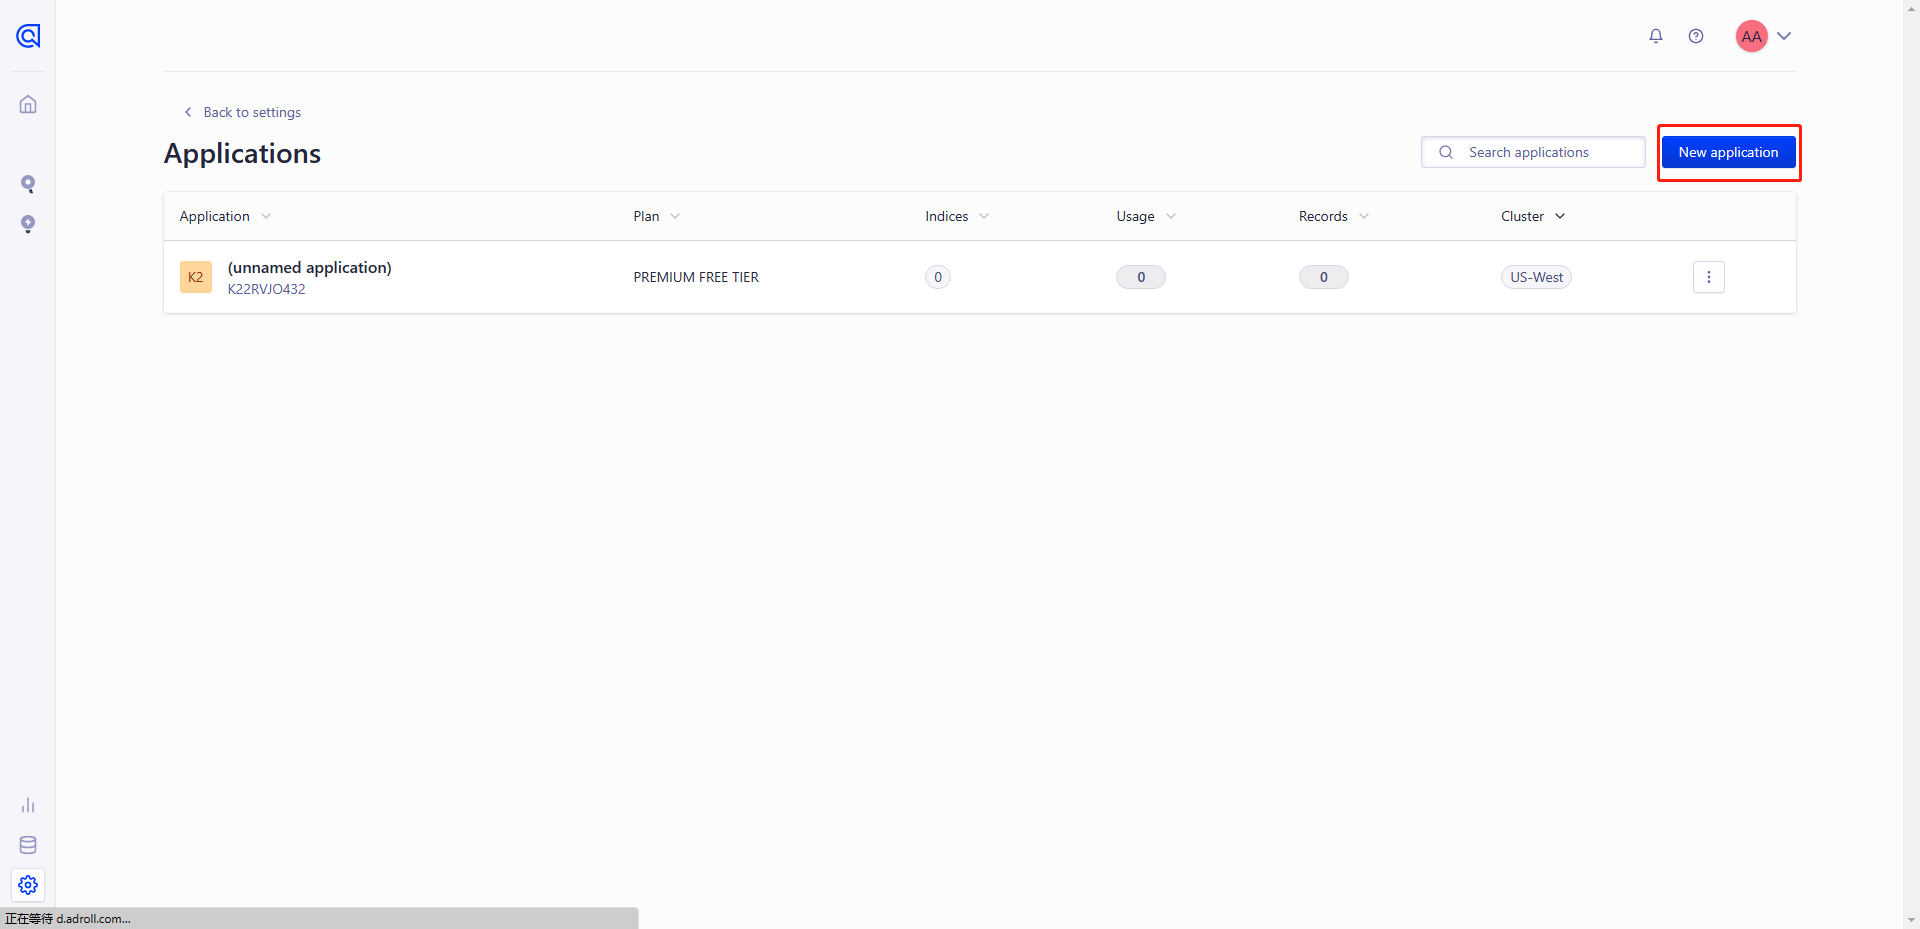 AA
Back to settings
Applications
Search applications
New application
Application Plan Indices Usage Records Cluster
K2 (unnamed application) PREMIUM FREE TIER 0 0 0 US-West
K22RVJO432
正在等待 d.adroll.com...